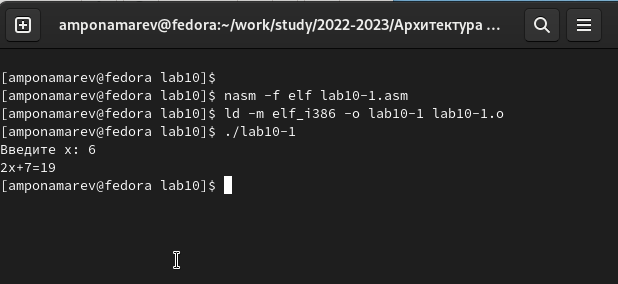 amponamarev@fedora:~/work/study/2022-2023/Архитектура ...
[amponamarev@fedora lab10]$
[amponamarev@fedora lab10]$ nasm -f elf lab10-1.asm
[amponamarev@fedora lab10]$ ld -m elf_i386 -o lab10-1 lab10-1.o
[amponamarev@fedora lab10]$ ./lab10-1
Введите x: 6
2x+7=19
[amponamarev@fedora lab10]$